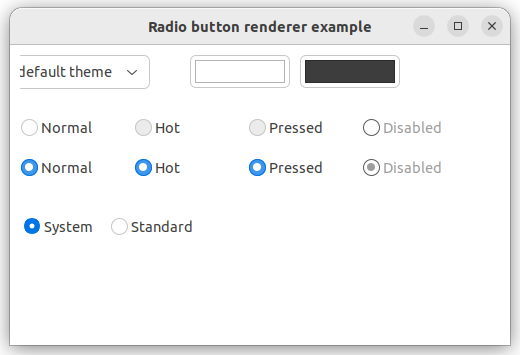 Radio button renderer example
default theme
Normal Hot Pressed Disabled
Normal Hot Pressed Disabled
System Standard